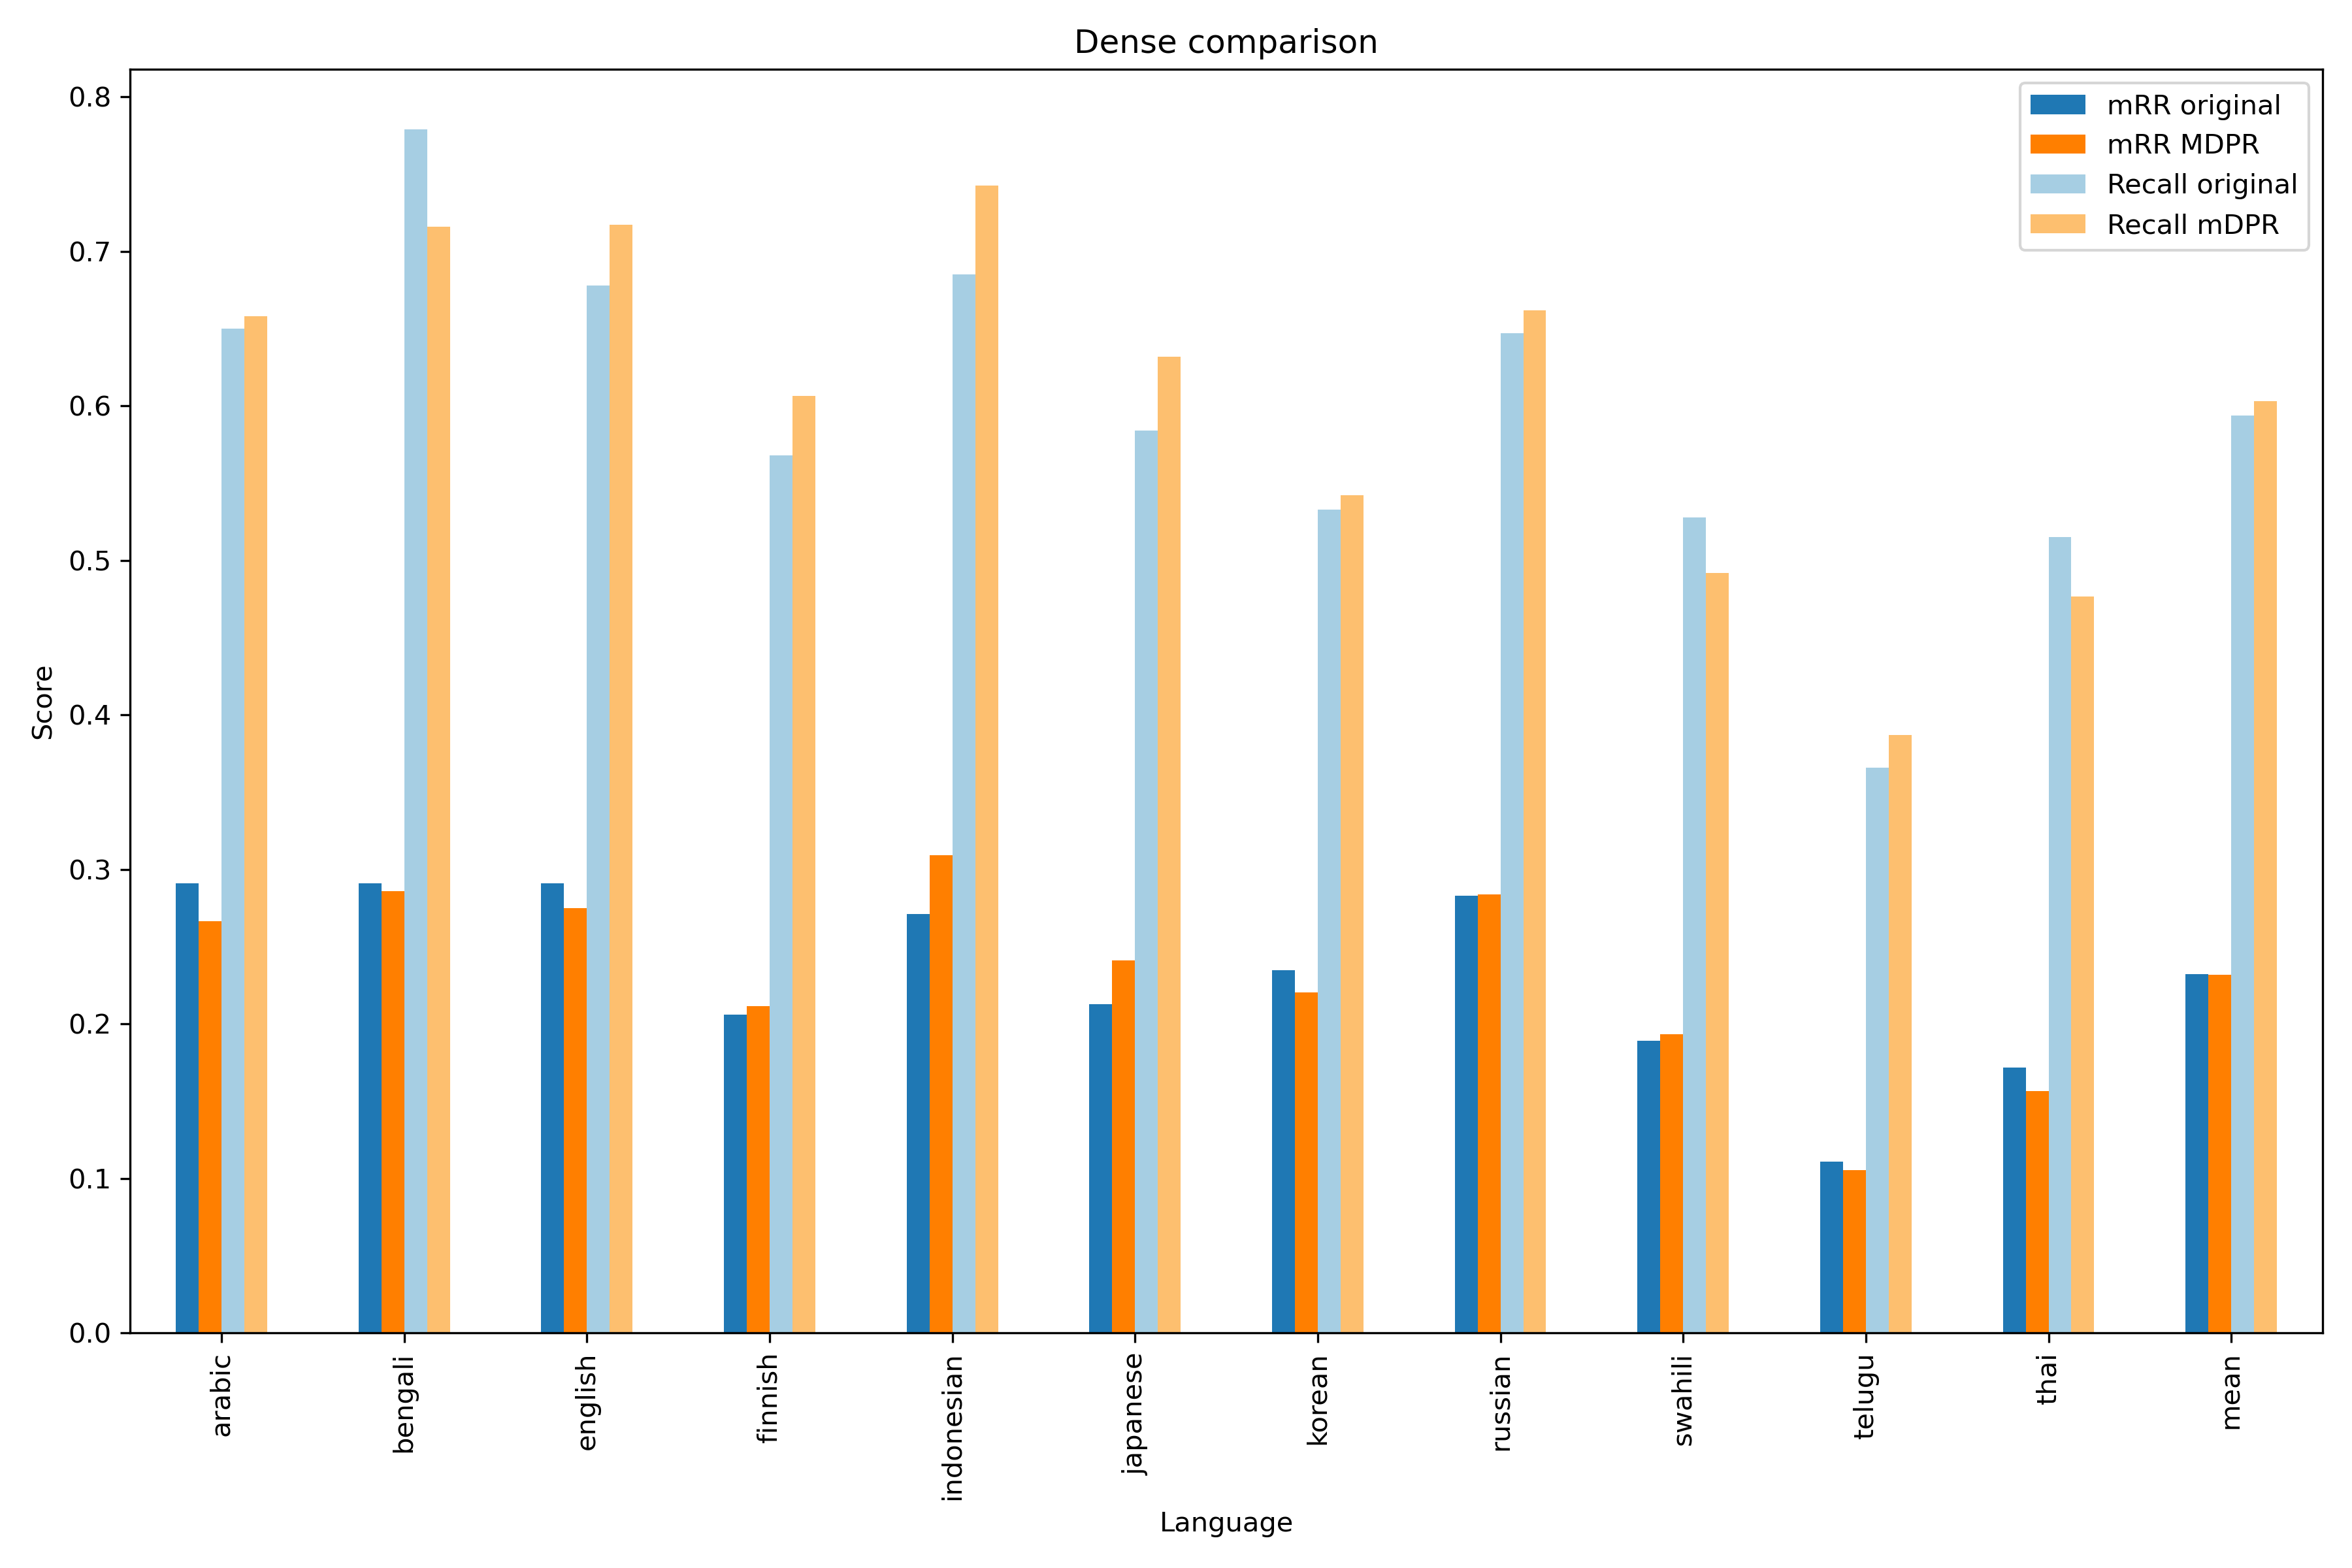 Dense comparison
mRR original
mRR MDPR
Recall original
Recall mDPR
0.8
0.7
0.6
0.5
0.4
0.3
0.2
0.1
0.0
Score
arabic
bengali
english
finnish
indonesian
japanese
korean
russian
swahili
telugu
thai
mean
Language